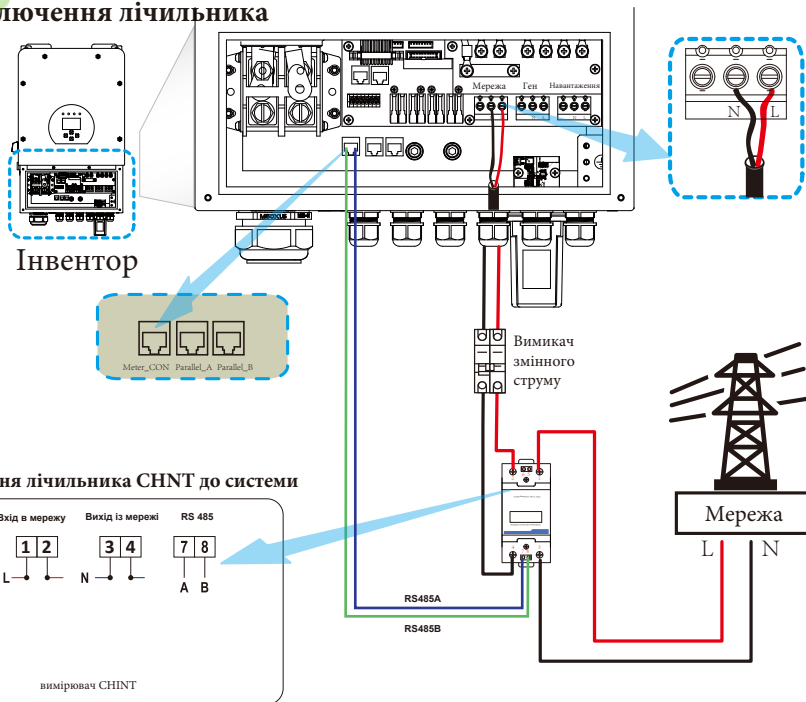 лючення лічильника
Мережа
Ген
Навантаження
N
L
Інвентор
Meter_CON
Parallel_A
Parallel_B
Вимикач
змінного
струму
ня лічильника CHNT до системи
Вхід в мережу
Вихід із мережі
RS 485
1 2
3 4
7 8
L
N
A
B
RS485A
RS485B
вимірювач CHINT
Мережа
L
N